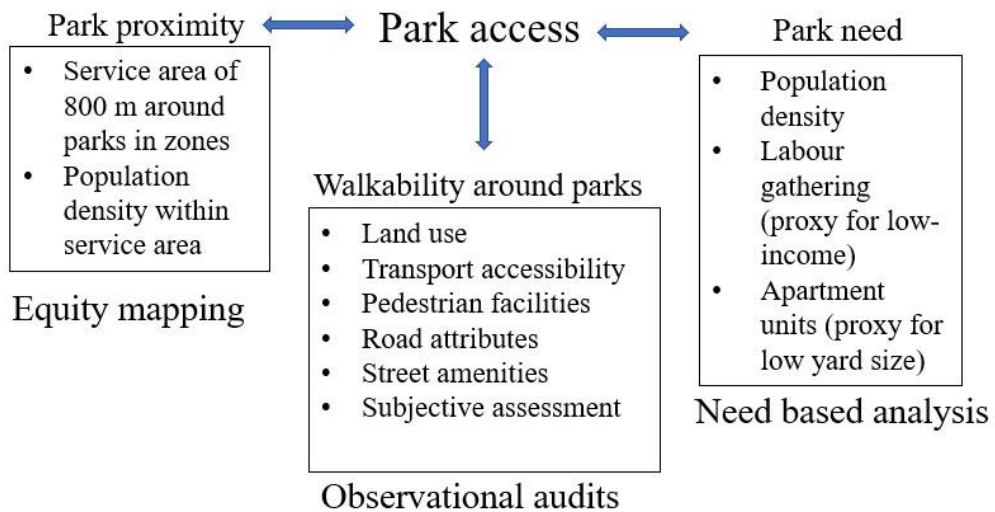 Park proximity
Park access
Park need
• Service area of
800 m around
parks in zones
• Population
density within
service area
Equity mapping
Walkability around parks
• Land use
• Transport accessibility
• Pedestrian facilities
• Road attributes
• Street amenities
• Subjective assessment
Observational audits
• Population
density
• Labour
gathering
(proxy for low-
income)
• Apartment
units (proxy for
low yard size)
Need based analysis